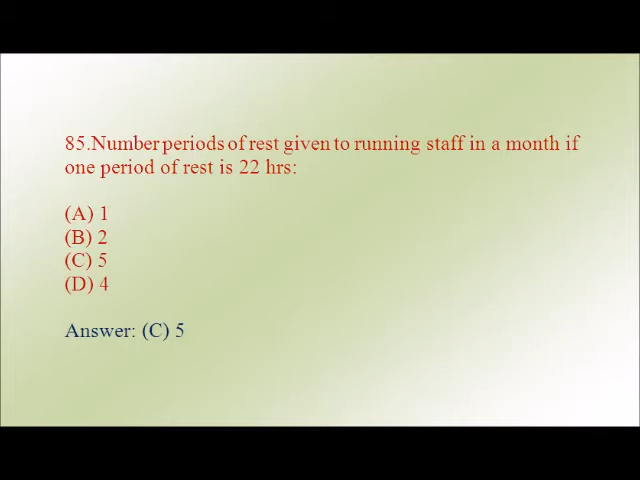 85.Number periods of rest given to running staff in a month if
one period of rest is 22 hrs:
(A) 1
(B) 2
(C) 5
(D) 4
Answer: (C) 5